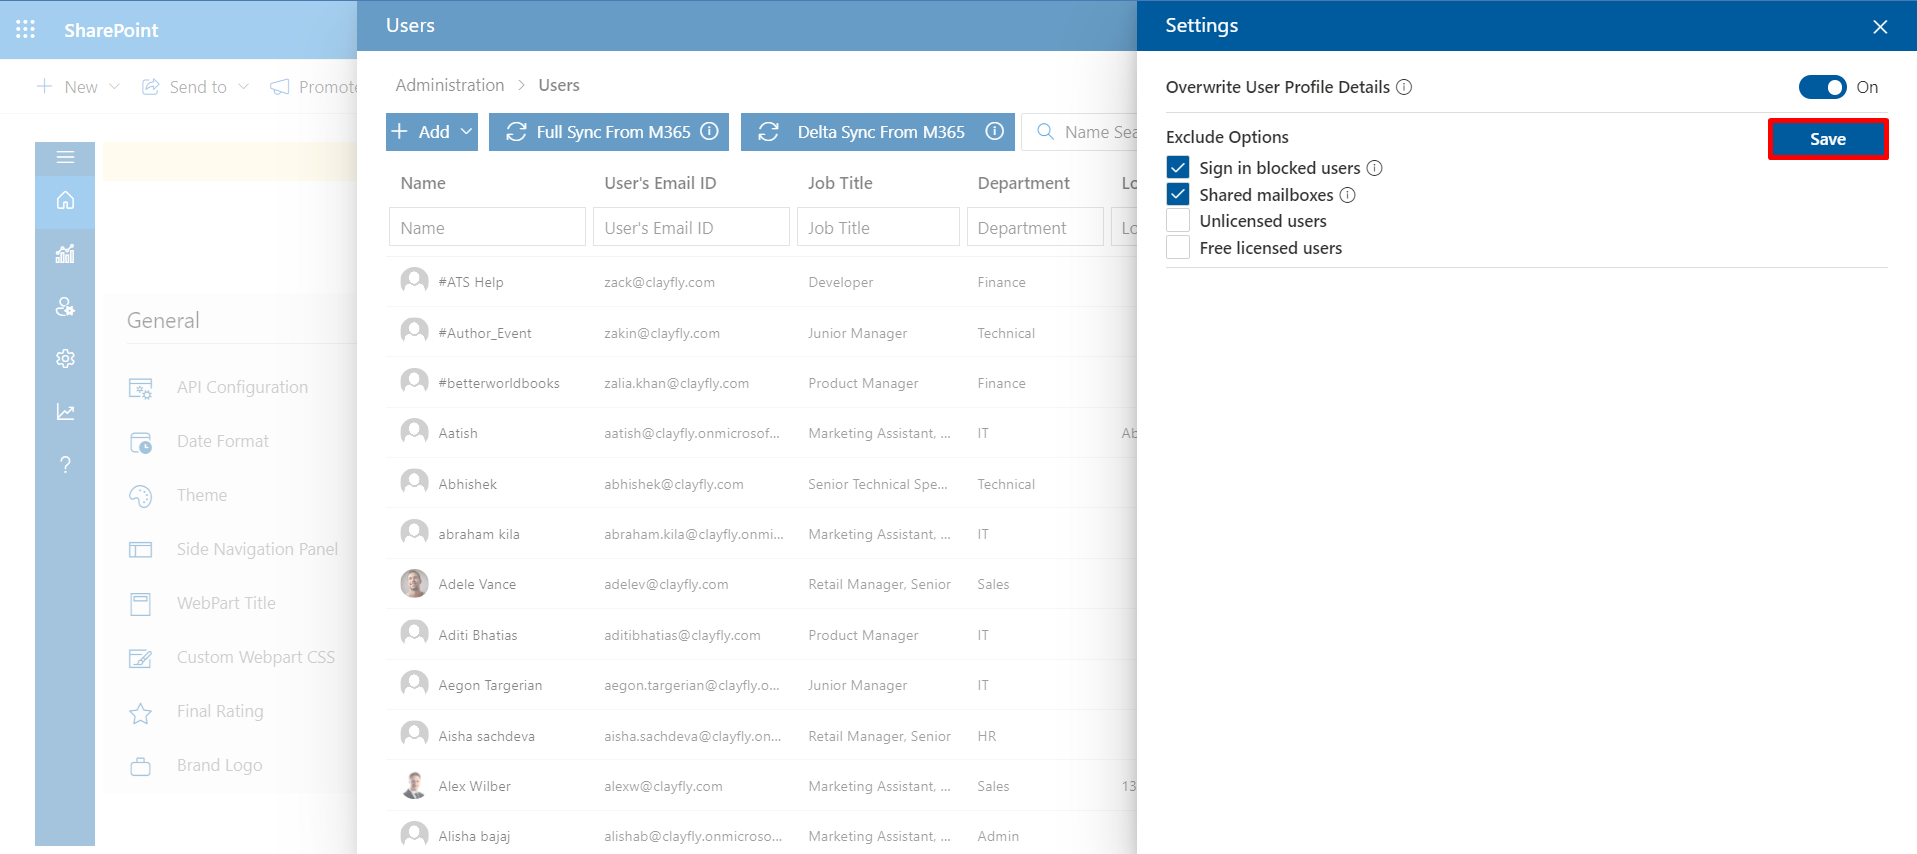 SharePoint
New
Send to
Promote
General
API Configuration
Date Format
Theme
Side Navigation Panel
WebPart Title
Custom Webpart CSS
Final Rating
Brand Logo
?
Users
Administration > Users
+ Add
Full Sync From M365
Delta Sync From M365
Name Sea
Name User's Email ID Job Title Department Lo
Name User's Email ID Job Title Department Lo
#ATS Help zack@clayfly.com Developer Finance
#Author_Event zakin@clayfly.com Junior Manager Technical
#betterworldbooks zalia.khan@clayfly.com Product Manager Finance
Aatish aatish@clayfly.onmicrosof... Marketing Assistant, ... IT Ab
Abhishek abhishek@clayfly.com Senior Technical Spe... Technical
abraham kila abraham.kila@clayfly.onmi... Marketing Assistant, ... IT
Adele Vance adelev@clayfly.com Retail Manager, Senior Sales
Aditi Bhatias aditibhatias@clayfly.com Product Manager IT
Aegon Targerian aegon.targerian@clayfly.o... Junior Manager IT
Aisha sachdeva aisha.sachdeva@clayfly.on... Retail Manager, Senior HR
Alex Wilber alexw@clayfly.com Marketing Assistant, ... Sales 13
Alisha bajaj alishab@clayfly.onmicroso... Marketing Assistant, ... Admin
Settings
Overwrite User Profile Details On
Exclude Options
Save
Sign in blocked users
Shared mailboxes
Unlicensed users
Free licensed users